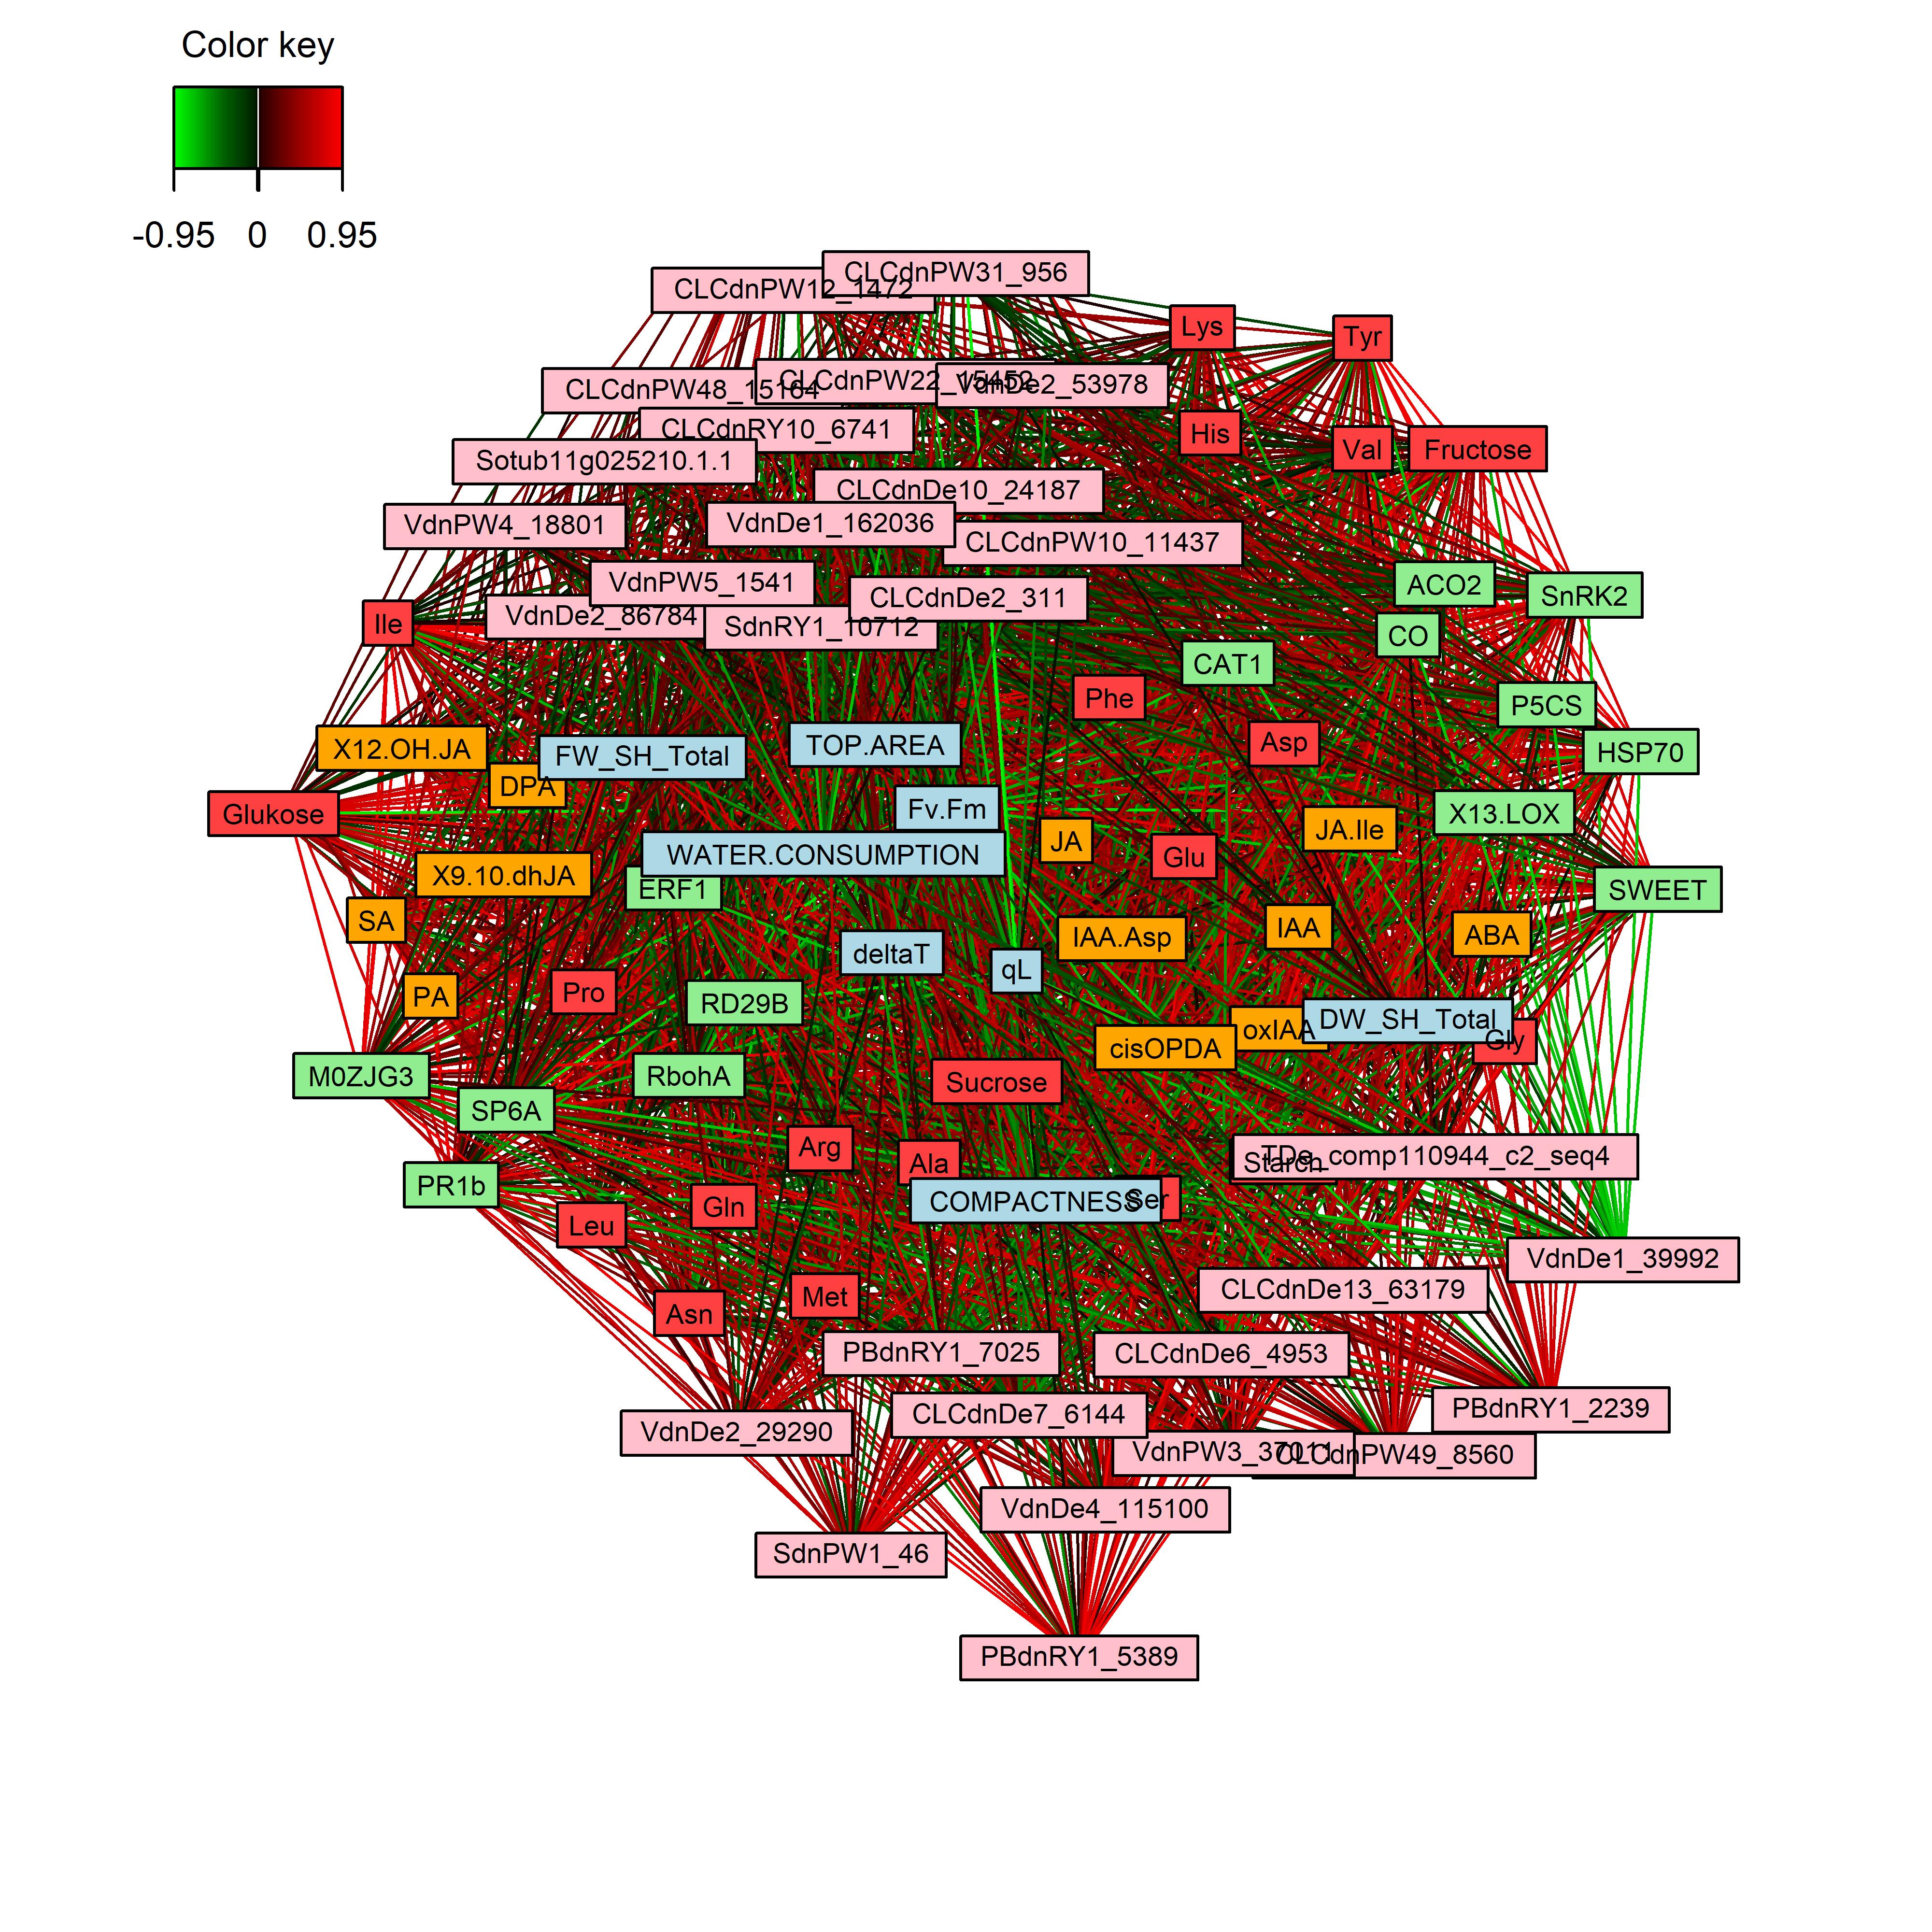 Color key
-0.95 0 0.95
CLCdnPW31_956
CLCdnPW12_1472
Lys
Tyr
CLCdnPW22_15452
VdnDe2_53978
CLCdnPW48_15164
CLCdnRY10_6741
His
Val
Fructose
Sotub11g025210.1.1
CLCdnDe10_24187
VdnPW4_18801
VdnDe1_162036
CLCdnPW10_11437
VdnPW5_1541
ACO2
SnRK2
CLCdnDe2_311
VdnDe2_86784
Ile
SdnRY1_10712
CO
CAT1
Phe
P5CS
X12.OH.JA
FW_SH_Total
TOP.AREA
Asp
HSP70
DPA
Glukose
Fv.Fm
X13.LOX
JA
JA.Ile
WATER.CONSUMPTION
Glu
X9.10.dhJA
ERF1
SWEET
SA
IAA.Asp
IAA
ABA
deltaT
qL
PA
Pro
RD29B
oxIAA
DW_SH_Total
Gly
cisOPDA
M0ZJG3
RbohA
Sucrose
SP6A
Arg
Ala
Starch
TDe_comp110944_c2_seq4
PR1b
Gln
COMPACTNESS
Ser
Leu
VdnDe1_39992
CLCdnDe13_63179
Met
Asn
PBdnRY1_7025
CLCdnDe6_4953
PBdnRY1_2239
CLCdnDe7_6144
VdnDe2_29290
VdnPW3_37011
CLCdnPW49_8560
VdnDe4_115100
SdnPW1_46
PBdnRY1_5389